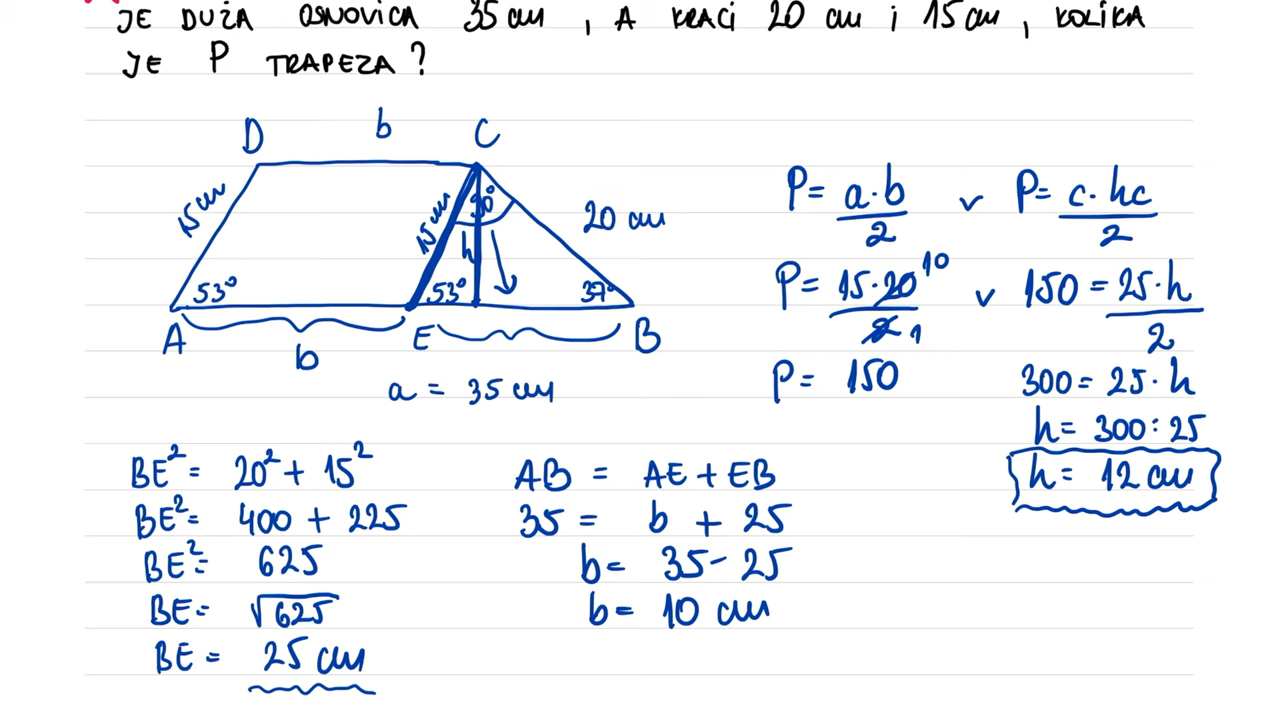 JE DUŽA OSNOVICA 35 cm, A KRACI 20 cm i 15 cm, KOLIKA
JE P TRAPEZA?
D b C
15 cm
15 cm
90°
20 cm
h
53°
53°
37°
A
b
E
B
a = 35 cm
P = a·b/2 v P = c·hc/2
P = 15·20/2 10 1 v 150 = 25·h/2
P = 150
300 = 25·h
h = 300:25
h = 12 cm
BE² = 20² + 15²
BE² = 400 + 225
BE² = 625
BE = √625
BE = 25 cm
AB = AE + EB
35 = b + 25
b = 35 - 25
b = 10 cm